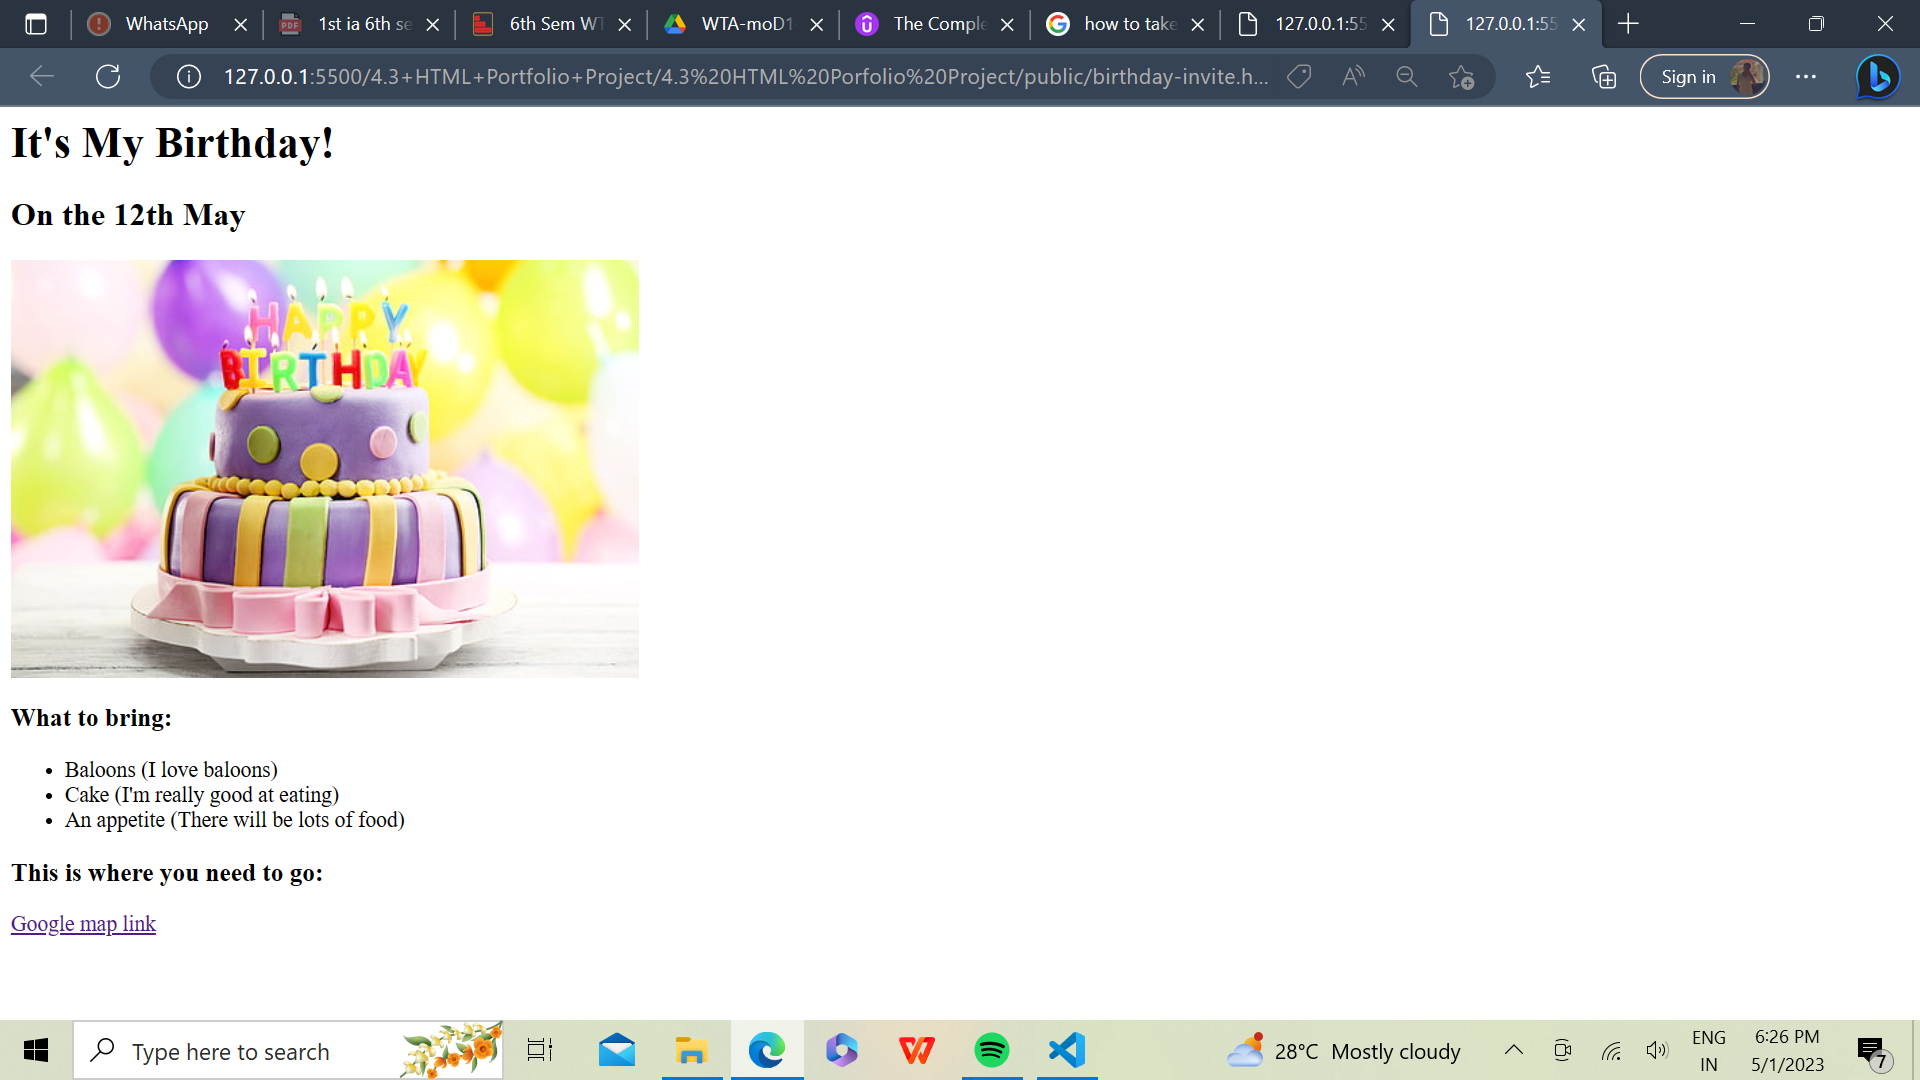 WhatsApp
1st ia 6th se
6th Sem WT
WTA-moD1
The Comple
how to take
127.0.0.1:55
127.0.0.1:55
127.0.0.1:5500/4.3+HTML+Portfolio+Project/4.3%20HTML%20Porfolio%20Project/public/birthday-invite.h...
Sign in
It's My Birthday!
On the 12th May
HAPPY
BIRTHDAY
What to bring:
• Baloons (I love baloons)
• Cake (I'm really good at eating)
• An appetite (There will be lots of food)
This is where you need to go:
Google map link
Type here to search
28°C Mostly cloudy
ENG
IN
6:26 PM
5/1/2023
7